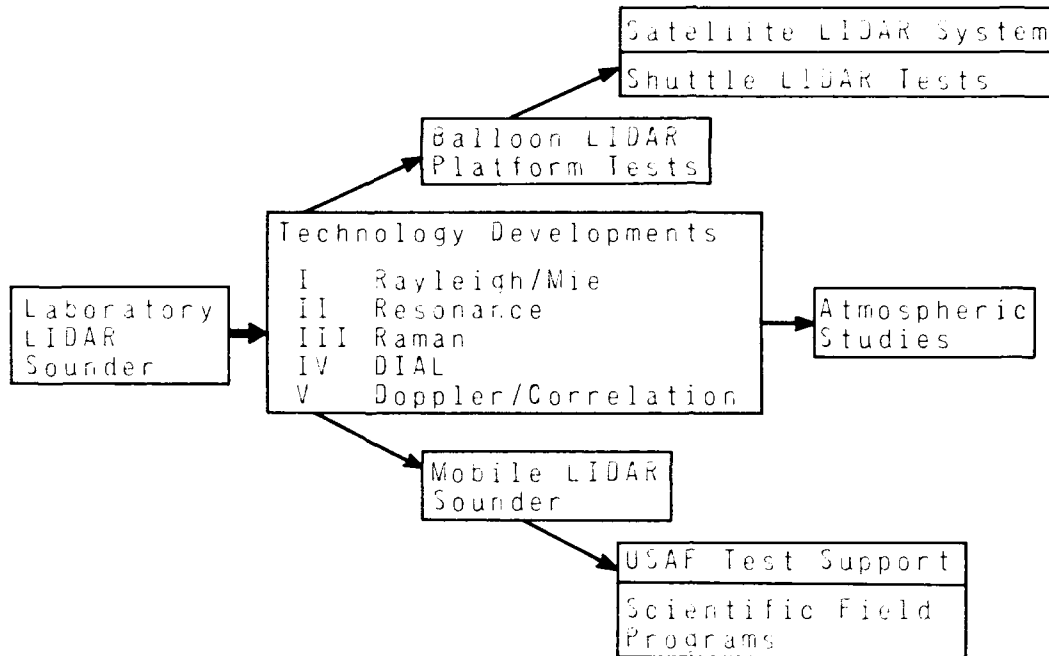 Satellite LIDAR System
Shuttle LIDAR Tests
Balloon LIDAR
Platform Tests
Technology Developments
I Rayleigh/Mie
II Resonance
III Raman
IV DIAL
V Doppler/Correlation
Laboratory
LIDAR
Sounder
Atmospheric
Studies
Mobile LIDAR
Sounder
USAF Test Support
Scientific Field
Programs